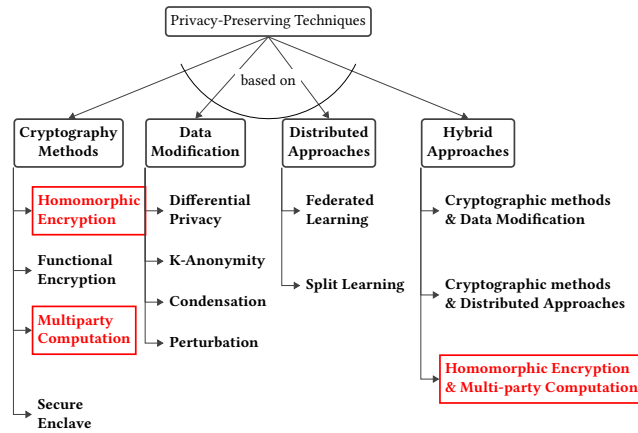 Privacy-Preserving Techniques
based on
Cryptography
Methods
Homomorphic
Encryption
Functional
Encryption
Multiparty
Computation
Secure
Enclave
Data
Modification
Differential
Privacy
K-Anonymity
Condensation
Perturbation
Distributed
Approaches
Federated
Learning
Split Learning
Hybrid
Approaches
Cryptographic methods
& Data Modification
Cryptographic methods
& Distributed Approaches
Homomorphic Encryption
& Multi-party Computation